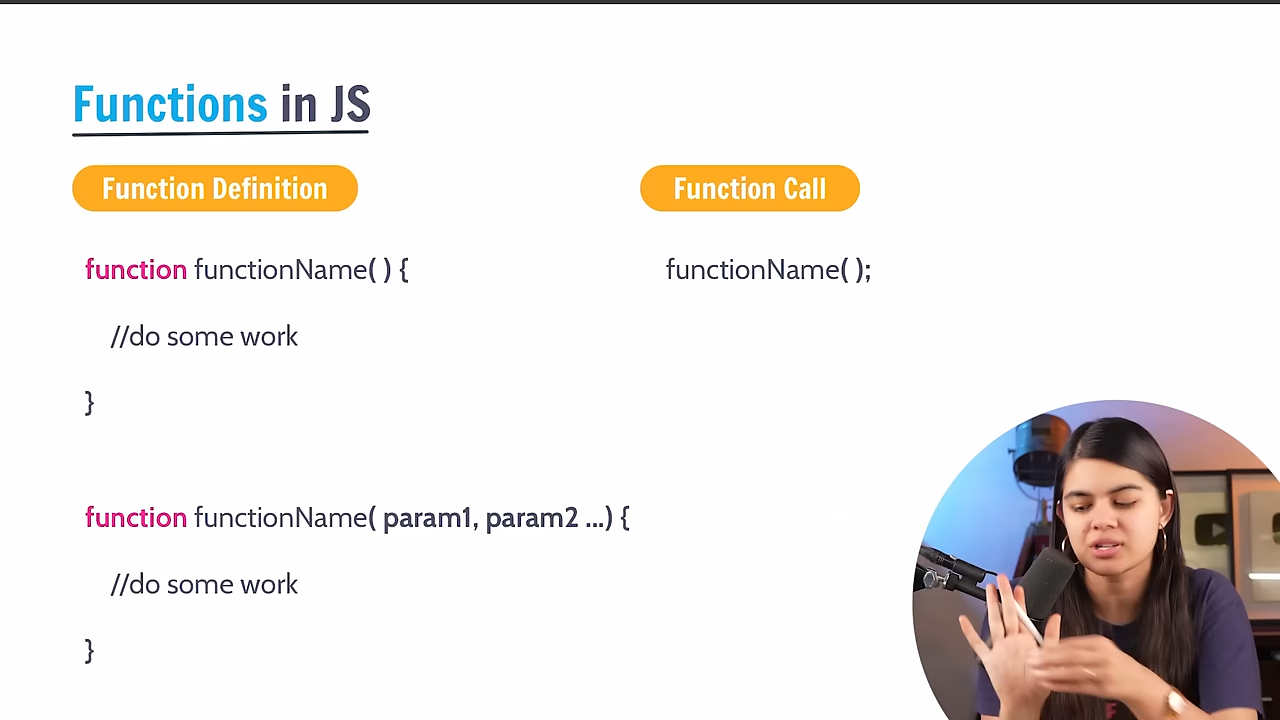 Functions in JS
Function Definition
function functionName( ) {
//do some work
}
function functionName( param1, param2 ...) {
//do some work
}
Function Call
functionName( );